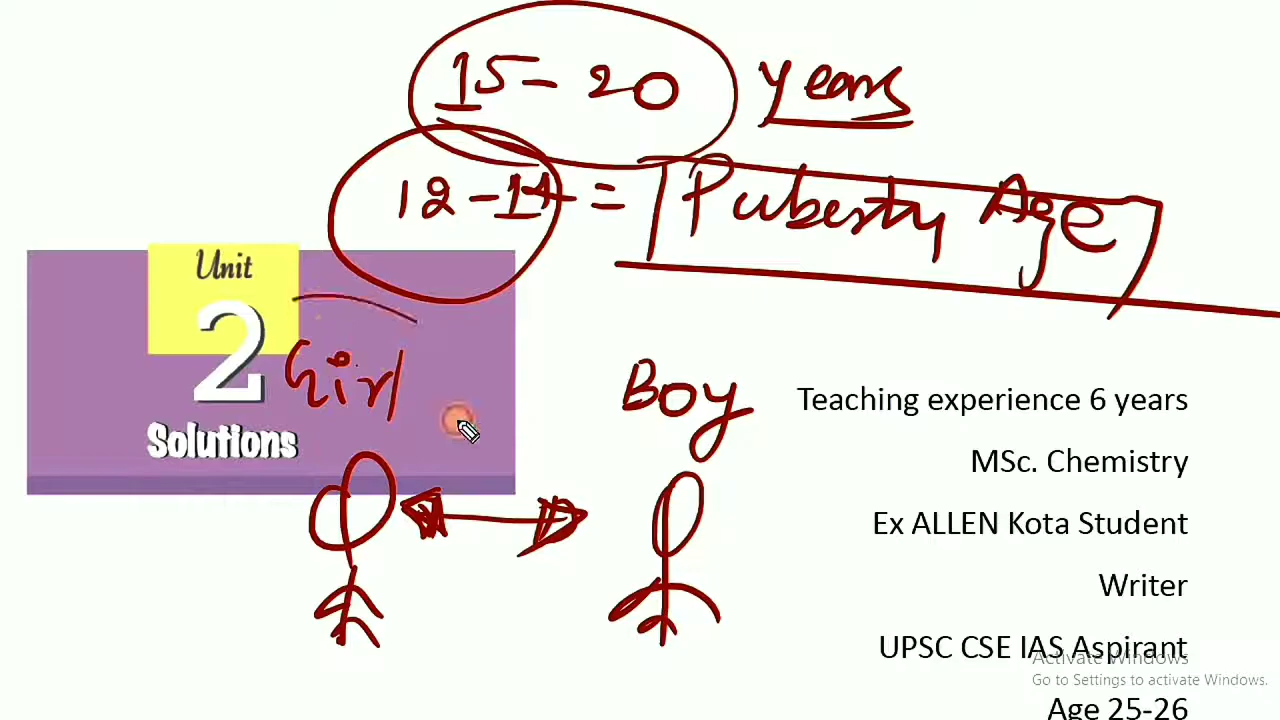 15-20 years
12-14 = Puberty Age
Unit
2
Solutions
Girl
Boy
Teaching experience 6 years
MSc. Chemistry
Ex ALLEN Kota Student
Writer
UPSC CSE IAS Aspirant
Activate Windows
Go to Settings to activate Windows.
Age 25-26